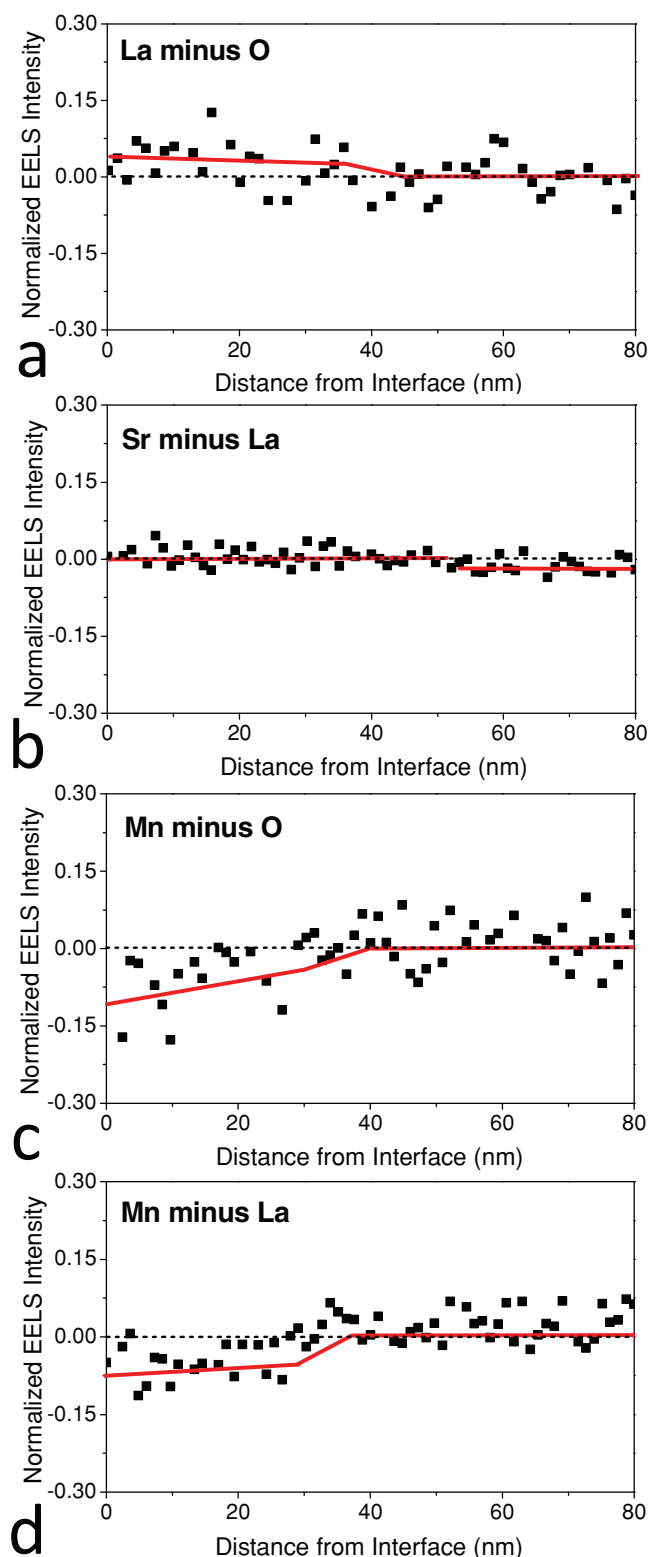 0.30
La minus O
0.15
0.00
-0.15
-0.30
Normalized EELS Intensity
0 20 40 60 80
Distance from Interface (nm)
a
0.30
Sr minus La
0.15
0.00
-0.15
-0.30
Normalized EELS Intensity
0 20 40 60 80
Distance from Interface (nm)
b
0.30
Mn minus O
0.15
0.00
-0.15
-0.30
Normalized EELS Intensity
0 20 40 60 80
Distance from Interface (nm)
c
0.30
Mn minus La
0.15
0.00
-0.15
-0.30
Normalized EELS Intensity
0 20 40 60 80
Distance from Interface (nm)
d